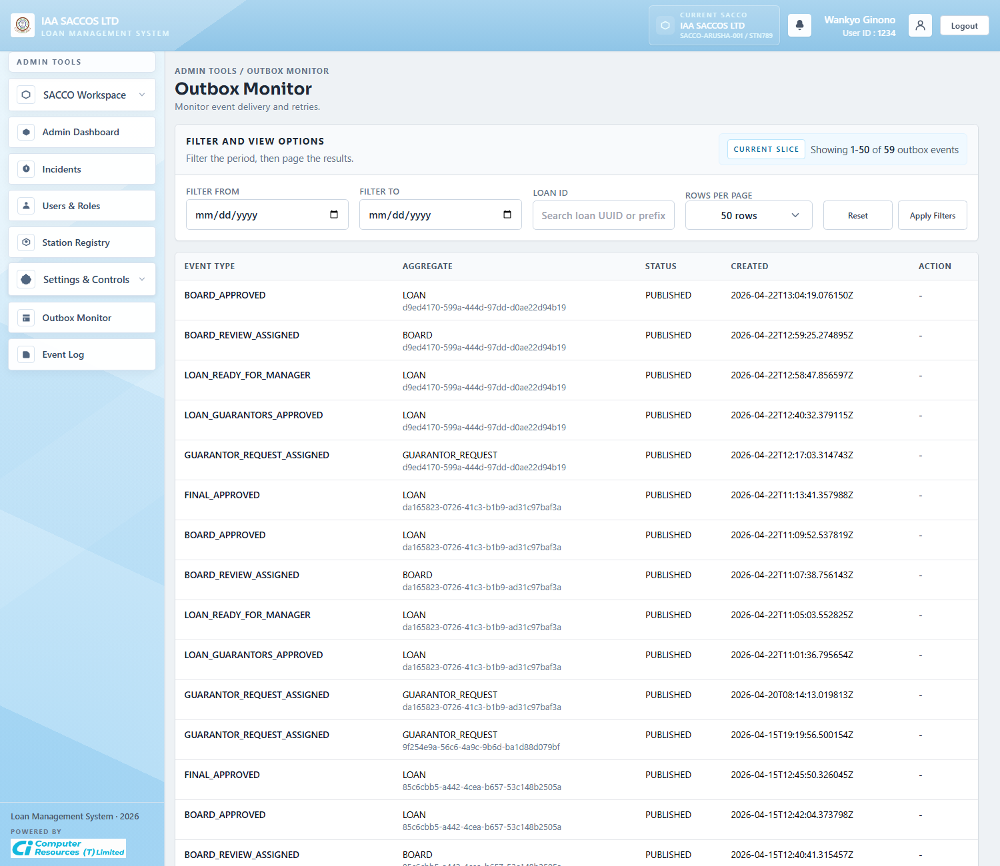 IAA SACCOS LTD
LOAN MANAGEMENT SYSTEM
CURRENT SACCO
IAA SACCOS LTD
SACCO-ARUSHA-001 / STN789
Wankyo Ginono
User ID : 1234
Logout
ADMIN TOOLS
SACCO Workspace
Admin Dashboard
Incidents
Users & Roles
Station Registry
Settings & Controls
Outbox Monitor
Event Log
Loan Management System · 2026
POWERED BY
Ci Computer
Resources (T) Limited
ADMIN TOOLS / OUTBOX MONITOR
Outbox Monitor
Monitor event delivery and retries.
FILTER AND VIEW OPTIONS
Filter the period, then page the results.
CURRENT SLICE Showing 1-50 of 59 outbox events
FILTER FROM FILTER TO LOAN ID ROWS PER PAGE
mm/dd/yyyy mm/dd/yyyy Search loan UUID or prefix 50 rows Reset Apply Filters
EVENT TYPE AGGREGATE STATUS CREATED ACTION
BOARD_APPROVED LOAN PUBLISHED 2026-04-22T13:04:19.076150Z -
d9ed4170-599a-444d-97dd-d0ae22d94b19
BOARD_REVIEW_ASSIGNED BOARD PUBLISHED 2026-04-22T12:59:25.274895Z -
d9ed4170-599a-444d-97dd-d0ae22d94b19
LOAN_READY_FOR_MANAGER LOAN PUBLISHED 2026-04-22T12:58:47.856597Z -
d9ed4170-599a-444d-97dd-d0ae22d94b19
LOAN_GUARANTORS_APPROVED LOAN PUBLISHED 2026-04-22T12:40:32.379115Z -
d9ed4170-599a-444d-97dd-d0ae22d94b19
GUARANTOR_REQUEST_ASSIGNED GUARANTOR_REQUEST PUBLISHED 2026-04-22T12:17:03.314743Z -
d9ed4170-599a-444d-97dd-d0ae22d94b19
FINAL_APPROVED LOAN PUBLISHED 2026-04-22T11:13:41.357988Z -
da165823-0726-41c3-b1b9-ad31c97baf3a
BOARD_APPROVED LOAN PUBLISHED 2026-04-22T11:09:52.537819Z -
da165823-0726-41c3-b1b9-ad31c97baf3a
BOARD_REVIEW_ASSIGNED BOARD PUBLISHED 2026-04-22T11:07:38.756143Z -
da165823-0726-41c3-b1b9-ad31c97baf3a
LOAN_READY_FOR_MANAGER LOAN PUBLISHED 2026-04-22T11:05:03.552825Z -
da165823-0726-41c3-b1b9-ad31c97baf3a
LOAN_GUARANTORS_APPROVED LOAN PUBLISHED 2026-04-22T11:01:36.795654Z -
da165823-0726-41c3-b1b9-ad31c97baf3a
GUARANTOR_REQUEST_ASSIGNED GUARANTOR_REQUEST PUBLISHED 2026-04-20T08:14:13.019813Z -
da165823-0726-41c3-b1b9-ad31c97baf3a
GUARANTOR_REQUEST_ASSIGNED GUARANTOR_REQUEST PUBLISHED 2026-04-15T19:19:56.500154Z -
9f254e9a-56c6-4a9c-9b6d-ba1d88d079bf
FINAL_APPROVED LOAN PUBLISHED 2026-04-15T12:45:50.326045Z -
85c6cbb5-a442-4cea-b657-53c148b2505a
BOARD_APPROVED LOAN PUBLISHED 2026-04-15T12:42:04.373798Z -
85c6cbb5-a442-4cea-b657-53c148b2505a
BOARD_REVIEW_ASSIGNED BOARD PUBLISHED 2026-04-15T12:40:41.315457Z -